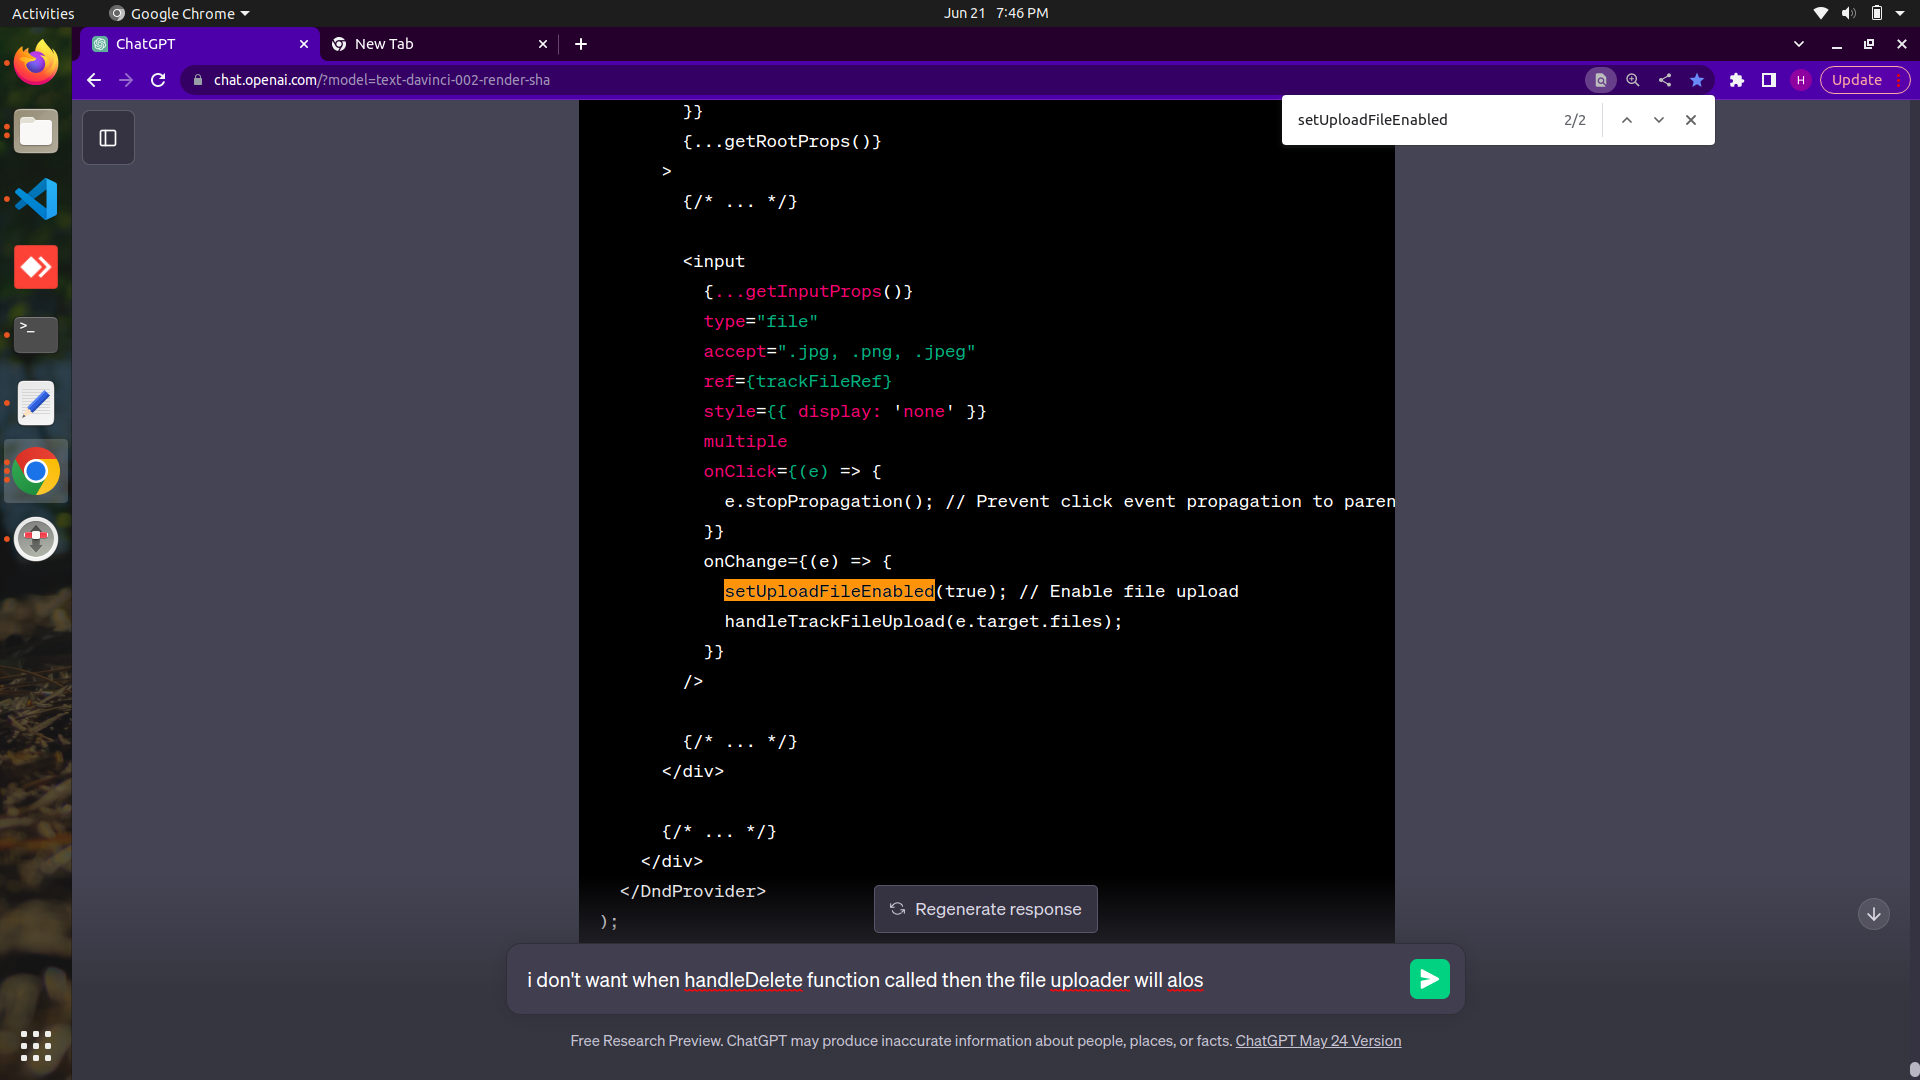 Activities
Google Chrome
Jun 21 7:46 PM
ChatGPT
New Tab
chat.openai.com/?model=text-davinci-002-render-sha
H
Update
setUploadFileEnabled
2/2
}}
{...getRootProps()}
>
{/* ... */}
<input
{...getInputProps()}
type="file"
accept=".jpg, .png, .jpeg"
ref={trackFileRef}
style={{ display: 'none' }}
multiple
onClick={(e) => {
e.stopPropagation(); // Prevent click event propagation to paren
}}
onChange={(e) => {
setUploadFileEnabled(true); // Enable file upload
handleTrackFileUpload(e.target.files);
}}
/>
{/* ... */}
</div>
{/* ... */}
</div>
</DndProvider>
);
Regenerate response
i don't want when handleDelete function called then the file uploader will alos
Free Research Preview. ChatGPT may produce inaccurate information about people, places, or facts. ChatGPT May 24 Version